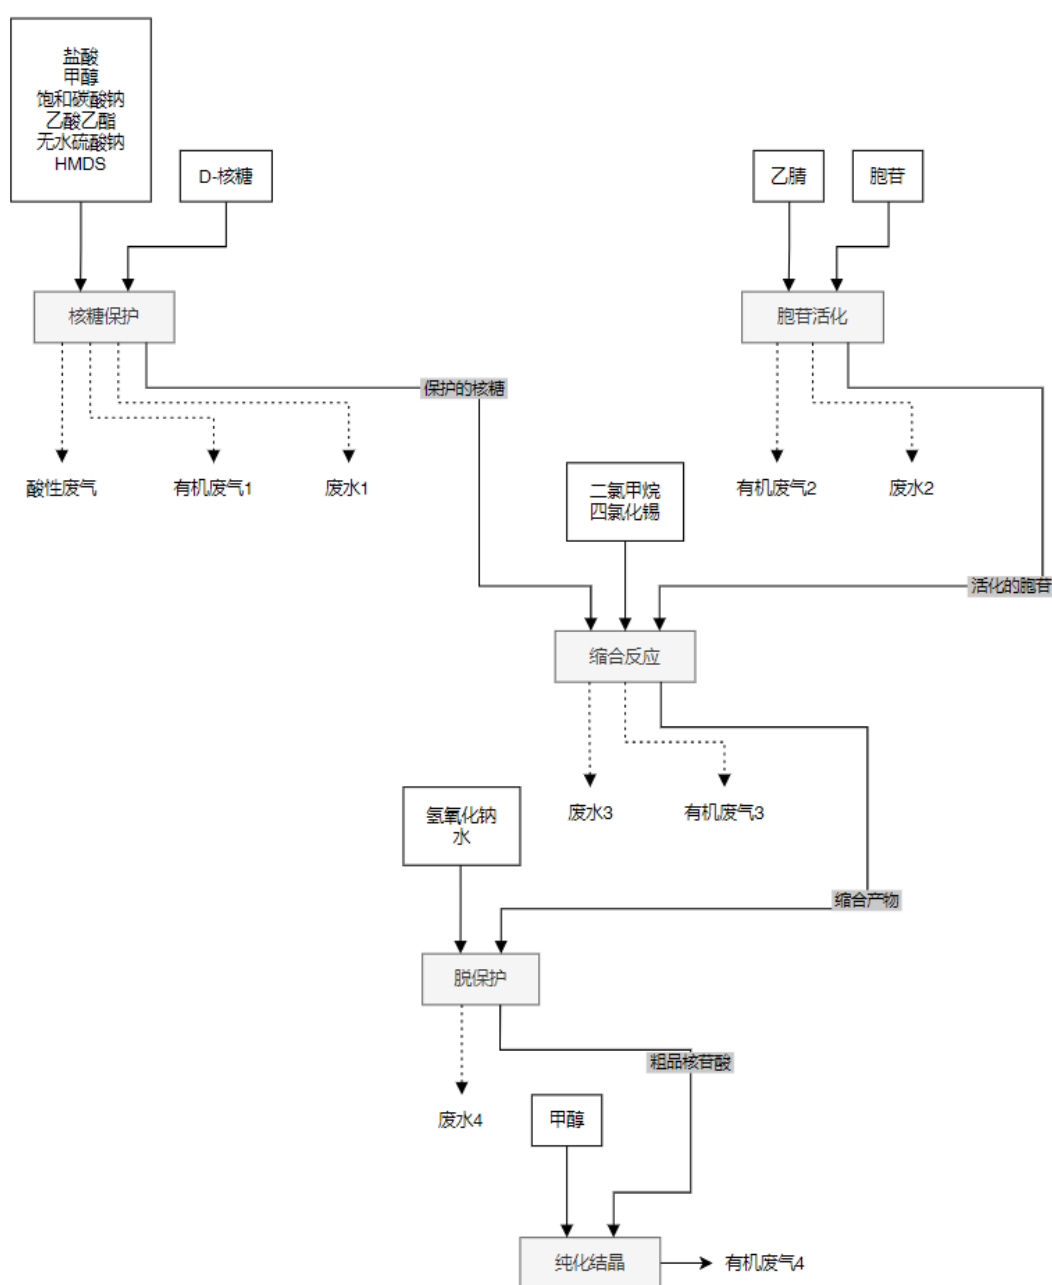 盐酸
甲醇
饱和碳酸钠
乙酸乙酯
无水硫酸钠
HMDS
D-核糖
乙腈
胞苷
核糖保护
胞苷活化
保护的核糖
酸性废气
有机废气1
废水1
二氯甲烷
四氯化锡
有机废气2
废水2
活化的胞苷
缩合反应
废水3
有机废气3
氢氧化钠
水
缩合产物
脱保护
粗品核苷酸
废水4
甲醇
纯化结晶
有机废气4